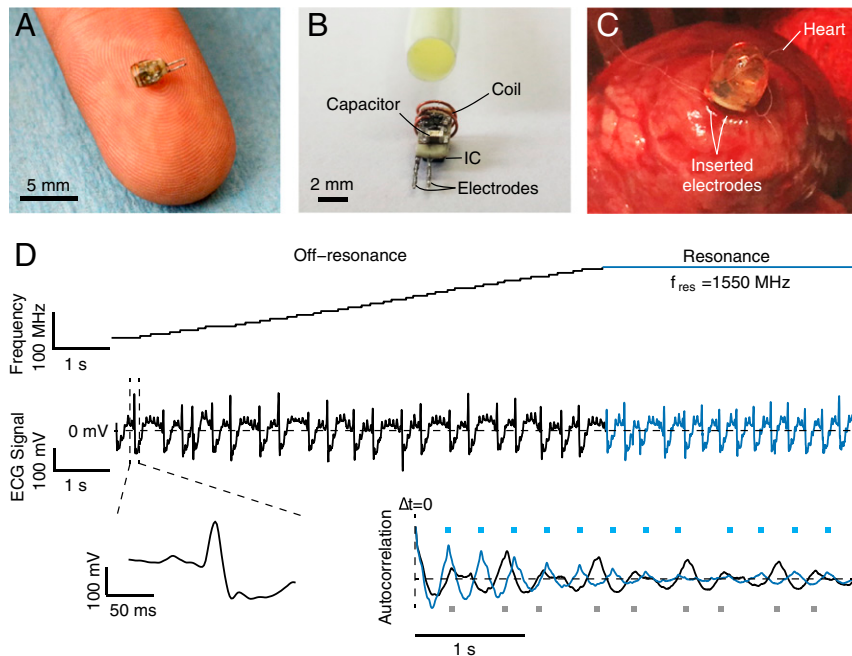 A
5 mm
B
Capacitor
Coil
IC
2 mm
Electrodes
C
Heart
Inserted
electrodes
D
Off-resonance
Resonance
f res =1550 MHz
Frequency
100 MHz
1 s
ECG Signal
100 mV
0 mV
1 s
100 mV
50 ms
Δt=0
Autocorrelation
1 s